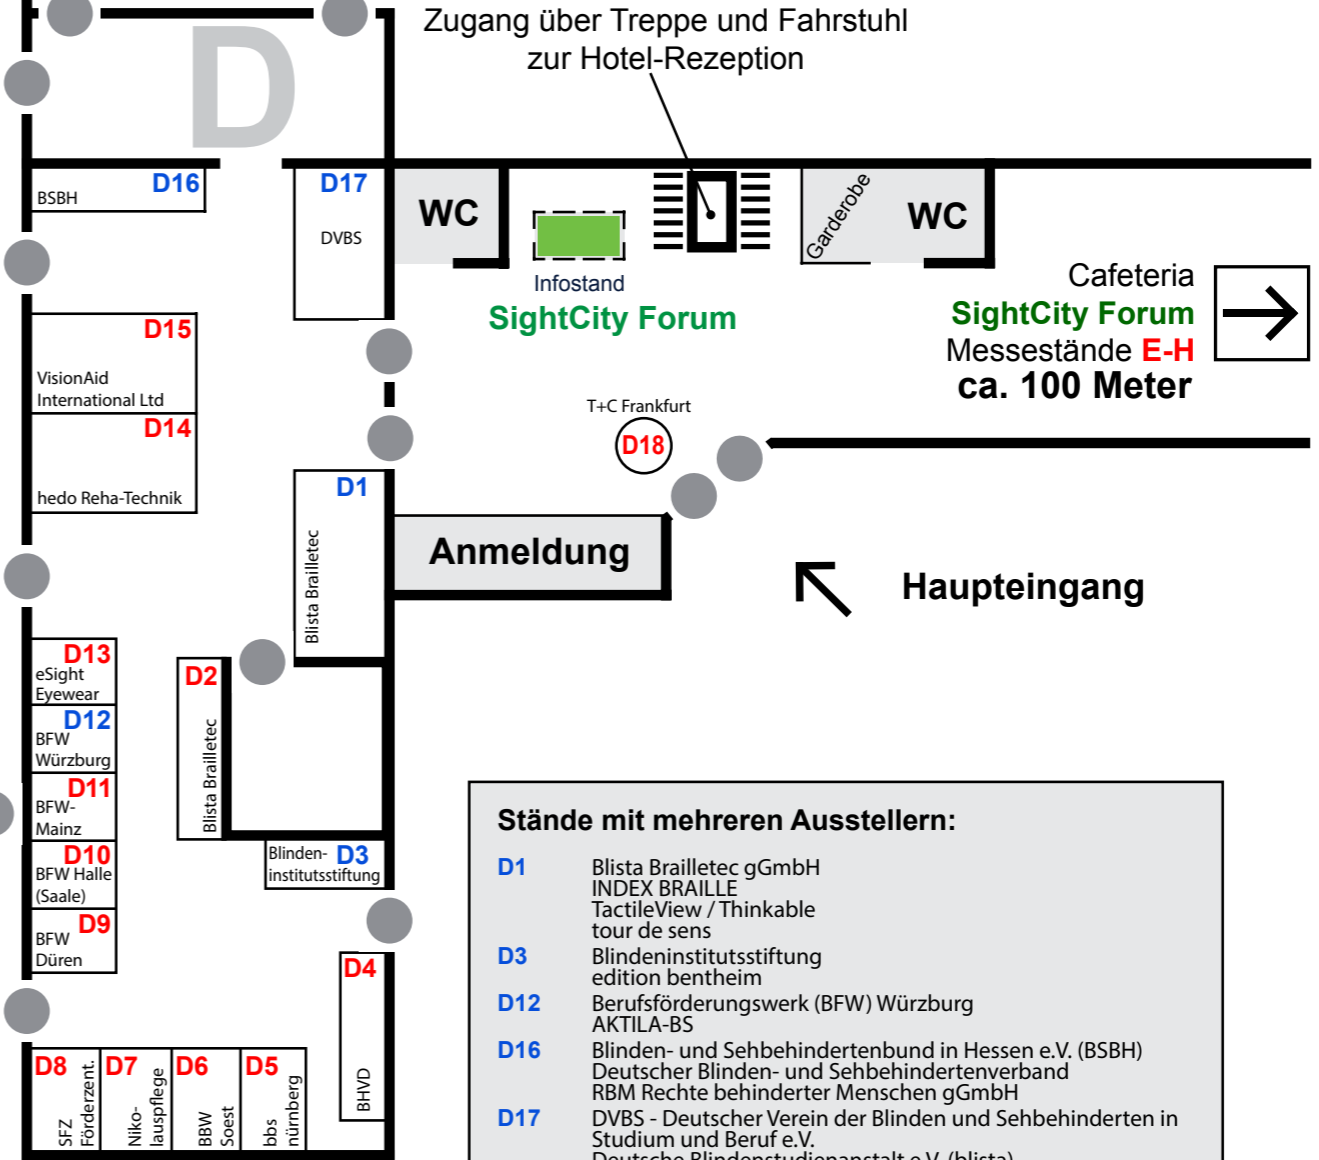 Zugang über Treppe und Fahrstuhl
zur Hotel-Rezeption
D
D16
BSBH
D17
DVBS
WC
Infostand
SightCity Forum
Garderobe
WC
Cafeteria
SightCity Forum
Messestände E-H
ca. 100 Meter
D15
VisionAid
International Ltd
D14
hedo Reha-Technik
T+C Frankfurt
D18
D1
Blista Brailletec
Anmeldung
Haupteingang
D13
eSight
Eyewear
D12
BFW
Würzburg
D11
BFW-
Mainz
D10
BFW Halle
(Saale)
D9
BFW
Düren
D2
Blista Brailletec
Blinden- D3
institutsstiftung
D4
BHVD
D8
SFZ
Förderzent.
D7
Niko-
lauspflege
D6
BBW
Soest
D5
bbs
nürnberg
Stände mit mehreren Ausstellern:
D1 Blista Brailletec gGmbH
INDEX BRAILLE
TactileView / Thinkable
tour de sens
D3 Blindeninstitutsstiftung
edition bentheim
D12 Berufsförderungswerk (BFW) Würzburg
AKTILA-BS
D16 Blinden- und Sehbehindertenbund in Hessen e.V. (BSBH)
Deutscher Blinden- und Sehbehindertenverband
RBM Rechte behinderter Menschen gGmbH
D17 DVBS - Deutscher Verein der Blinden und Sehbehinderten in
Studium und Beruf e.V.
Deutsche Blindenstudienanstalt e.V. (blista)